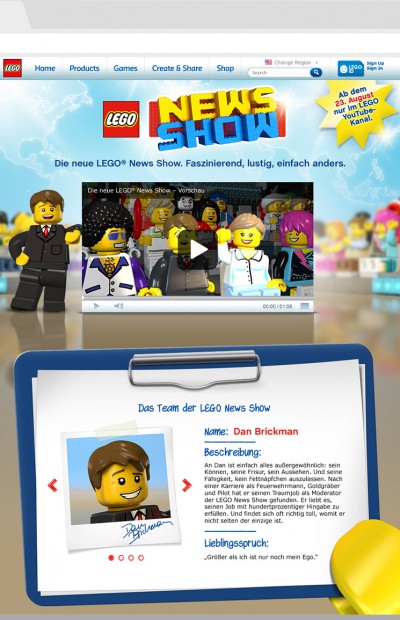 LEGO
Home Products Games Create & Share Shop
Change Region
Search
LEGO ID
Sign Up
Sign In
LEGO
NEWS
SHOW
Ab dem
23. August
nur im LEGO
YouTube-
Kanal.
Die neue LEGO® News Show. Faszinierend, lustig, einfach anders.
Die neue LEGO® News Show – Vorschau
00:00 / 01:08
Das Team der LEGO News Show
Name: Dan Brickman
Beschreibung:
An Dan ist einfach alles außergewöhnlich: sein
Können, seine Frisur, sein Aussehen. Und seine
Fähigkeit, kein Fettnäpfchen auszulassen. Nach
einer Karriere als Feuerwehrmann, Goldgräber
und Pilot hat er seinen Traumjob als Moderator
der LEGO News Show gefunden. Er liebt es,
seinen Job mit hundertprozentiger Hingabe zu
erfüllen. Und findet sich oft richtig toll, womit er
nicht selten der einzige ist.
Dan Brickman
Lieblingsspruch:
„Größer als ich ist nur noch mein Ego.“